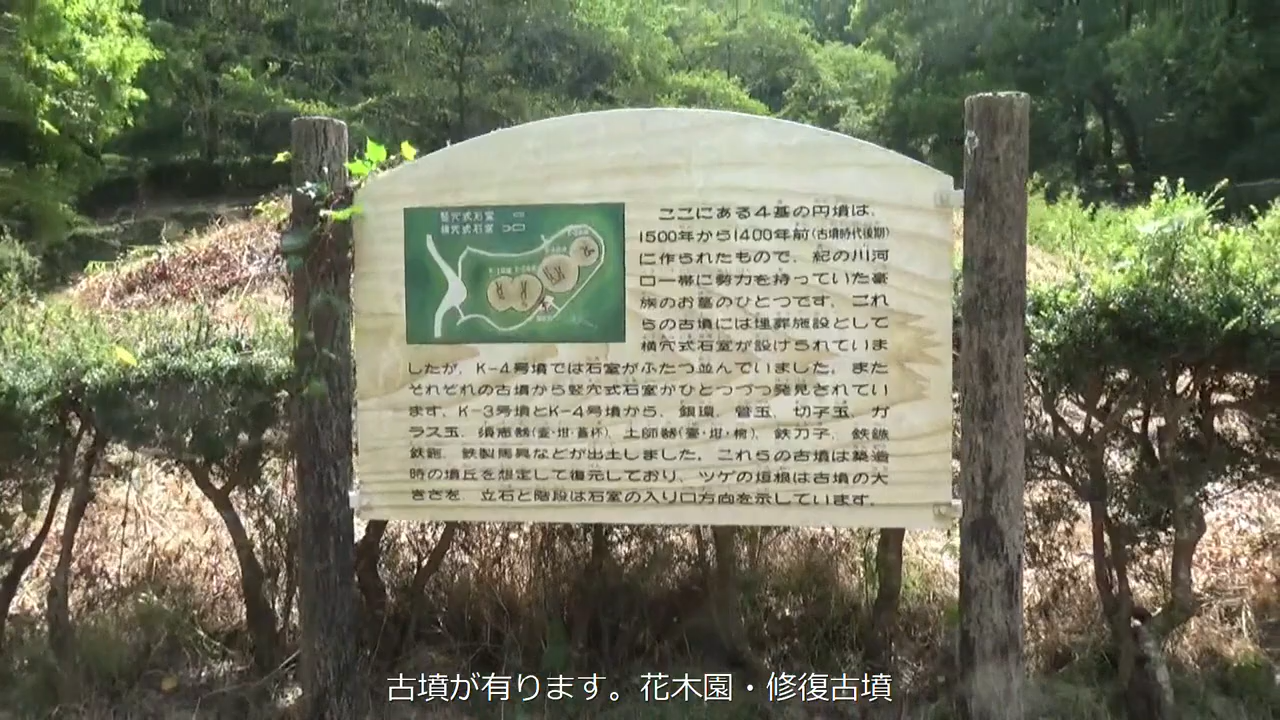 竪穴式石室
横穴式石室
ここにある4基の円墳は、
1500年から1400年前(古墳時代後期)
に作られたもので、紀の川河
口一帯に勢力を持っていた豪
族のお墓のひとつです。これ
らの古墳には埋葬施設として
横穴式石室が設けられていま
したが、K-4号墳では石室がふたつ並んでいました。また
それぞれの古墳から竪穴式石室がひとつづつ発見されてい
ます。K-3号墳とK-4号墳から、銀環、管玉、切子玉、ガ
ラス玉、須恵器(壷・坩・蓋杯)、土師器(壷・坩・椀)、鉄刀子、鉄鏃
鉄鉇、鉄製馬具などが出土しました。これらの古墳は築造
時の墳丘を想定して復元しており、ツゲの垣根は古墳の大
きさを、立石と階段は石室の入り口方向を示しています。
古墳が有ります。花木園・修復古墳